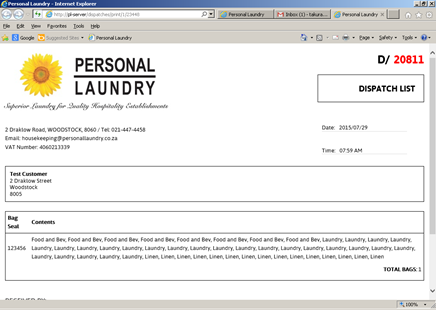 Personal Laundry - Internet Explorer
http://pl-server/dispatches/print/1/23446
Personal Laundry
Inbox (1) - Sakura...
Personal Laundry
File Edit View Favorites Tools Help
Google Suggested Sites Personal Laundry
Page Safety Tools
PERSONAL
LAUNDRY
Superior Laundry for Quality Hospitality Establishments
D/ 20811
DISPATCH LIST
2 Draklow Road, WOODSTOCK, 8060 / Tel: 021-447-4458
Email: housekeeping@personallaundry.co.za
VAT Number: 4060213339
Date: 2015/07/29
Time: 07:59 AM
Test Customer
2 Draklow Street
Woodstock
8005
Bag Seal Contents
123456 Food and Bev, Food and Bev, Food and Bev, Food and Bev, Food and Bev, Food and Bev, Food and Bev, Food and Bev, Laundry, Laundry, Laundry, Laundry,
Laundry, Laundry, Laundry, Laundry, Laundry, Laundry, Laundry, Laundry, Laundry, Laundry, Laundry, Laundry, Laundry, Laundry, Laundry, Laundry,
Laundry, Laundry, Laundry, Laundry, Laundry, Linen, Linen, Linen, Linen, Linen, Linen, Linen, Linen, Linen, Linen, Linen, Linen, Linen
TOTAL BAGS: 1
RECEIVED BY:
100%